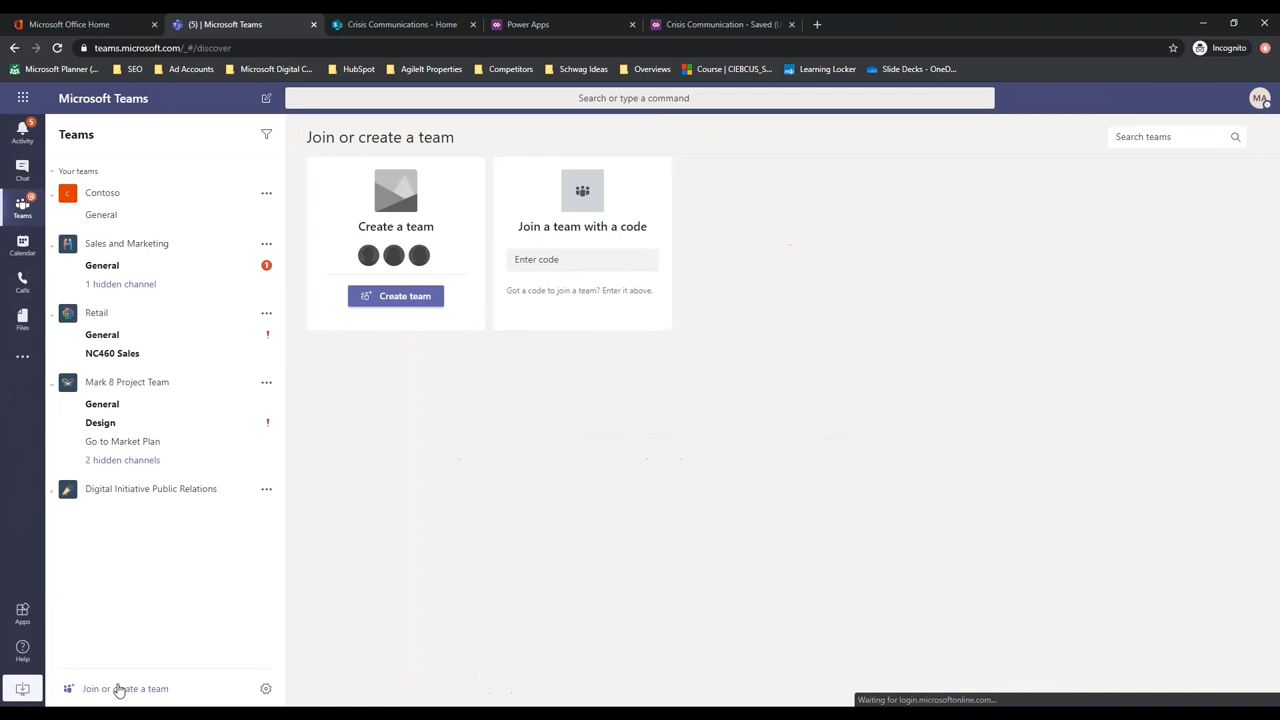 Microsoft Office Home
(5) | Microsoft Teams
Crisis Communications - Home
Power Apps
Crisis Communication - Saved (U
teams.microsoft.com/_#/discover
Incognito
Microsoft Planner (...
SEO
Ad Accounts
Microsoft Digital C...
HubSpot
AgileIt Properties
Competitors
Schwag Ideas
Overviews
Course | CIEBCUS_S...
Learning Locker
Slide Decks - OneD...
Microsoft Teams
Search or type a command
MA
5
Activity
Chat
Teams
Calendar
Calls
Files
Apps
Help
Teams
Your teams
C
Contoso
General
Sales and Marketing
General
1
1 hidden channel
Retail
General
!
NC460 Sales
Mark 8 Project Team
General
Design
!
Go to Market Plan
2 hidden channels
Digital Initiative Public Relations
Join or create a team
Join or create a team
Search teams
Create a team
Create team
Join a team with a code
Enter code
Got a code to join a team? Enter it above.
Waiting for login.microsoftonline.com...